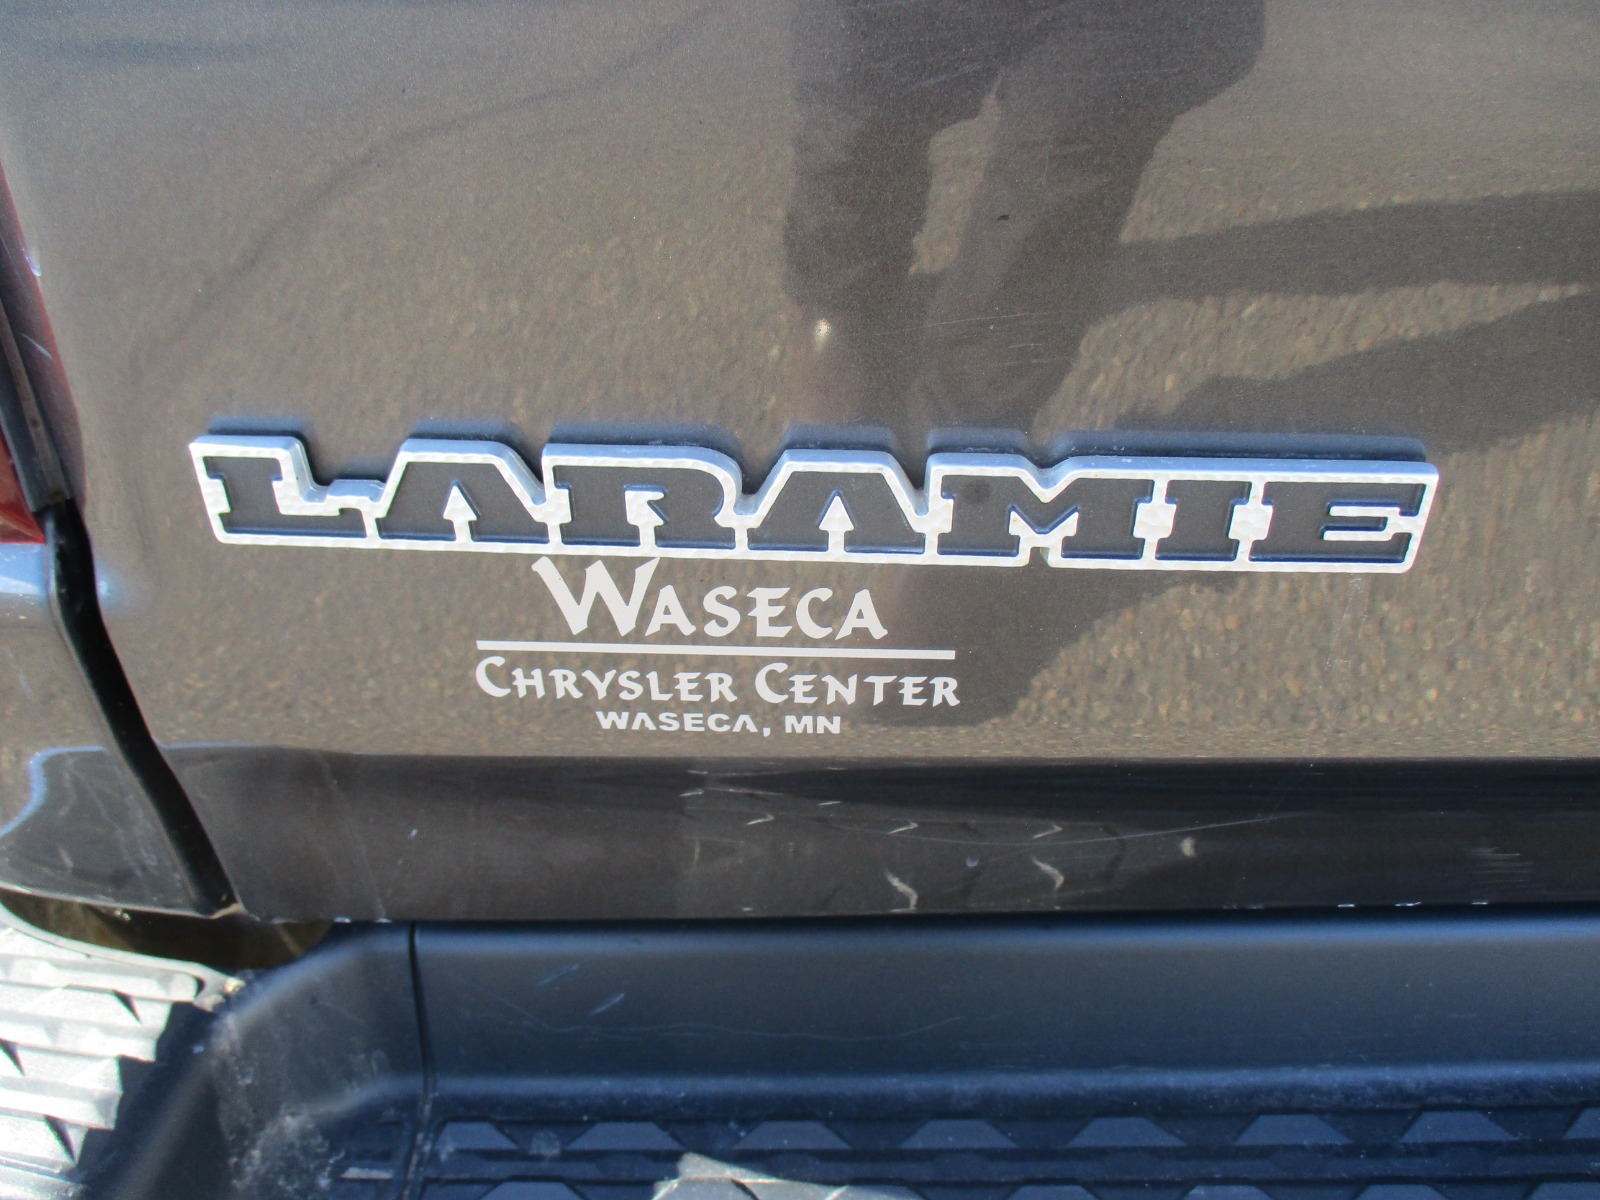 LARAMIE
WASECA
CHRYSLER CENTER
WASECA, MN